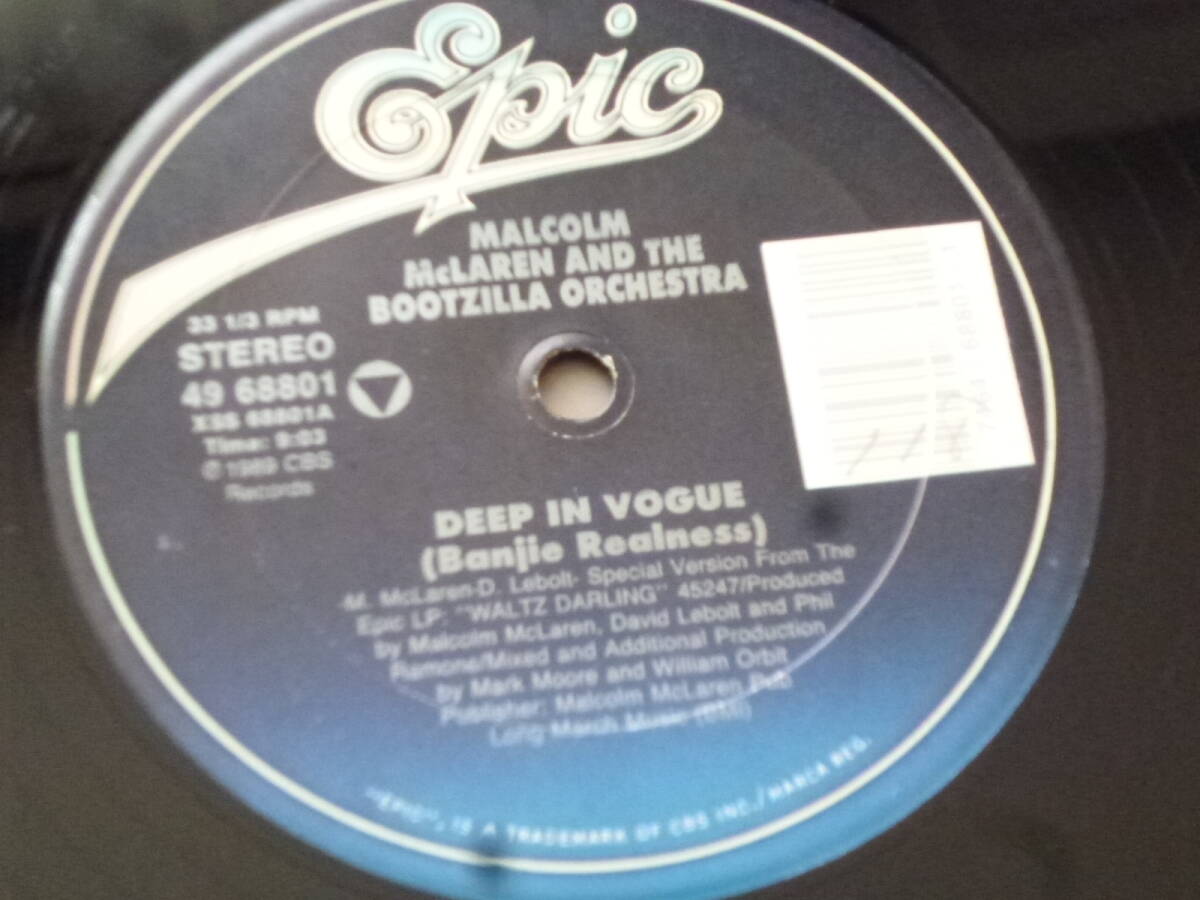 Epic
MALCOLM
McLAREN AND THE
BOOTZILLA ORCHESTRA
33 1/3 RPM
STEREO
49 68801
XSS 68801A
Time: 9:03
℗ 1989 CBS
Records
DEEP IN VOGUE
(Banjie Realness)
-M. McLaren-D. Lebolt- Special Version From The
Epic LP: "WALTZ DARLING" 45247/Produced
by Malcolm McLaren, David Lebolt and Phil
Ramone/Mixed and Additional Production
by Mark Moore and William Orbit
Publisher: Malcolm McLaren Pub
Long March Music (BMI)
"EPIC", IS A TRADEMARK OF CBS INC./MARCA REG.